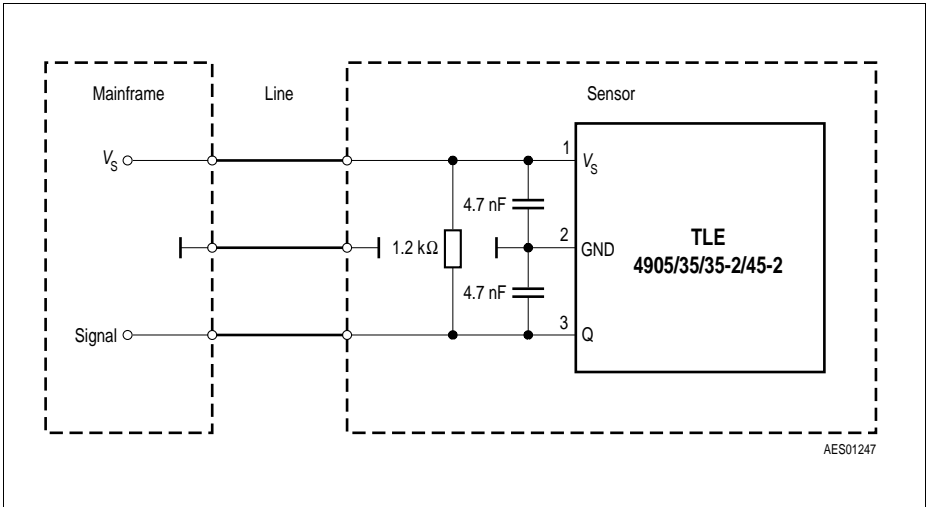 Mainframe
Line
Sensor
VS
1
VS
4.7 nF
1.2 kΩ
2
GND
TLE
4905/35/35-2/45-2
4.7 nF
Signal
3
Q
AES01247